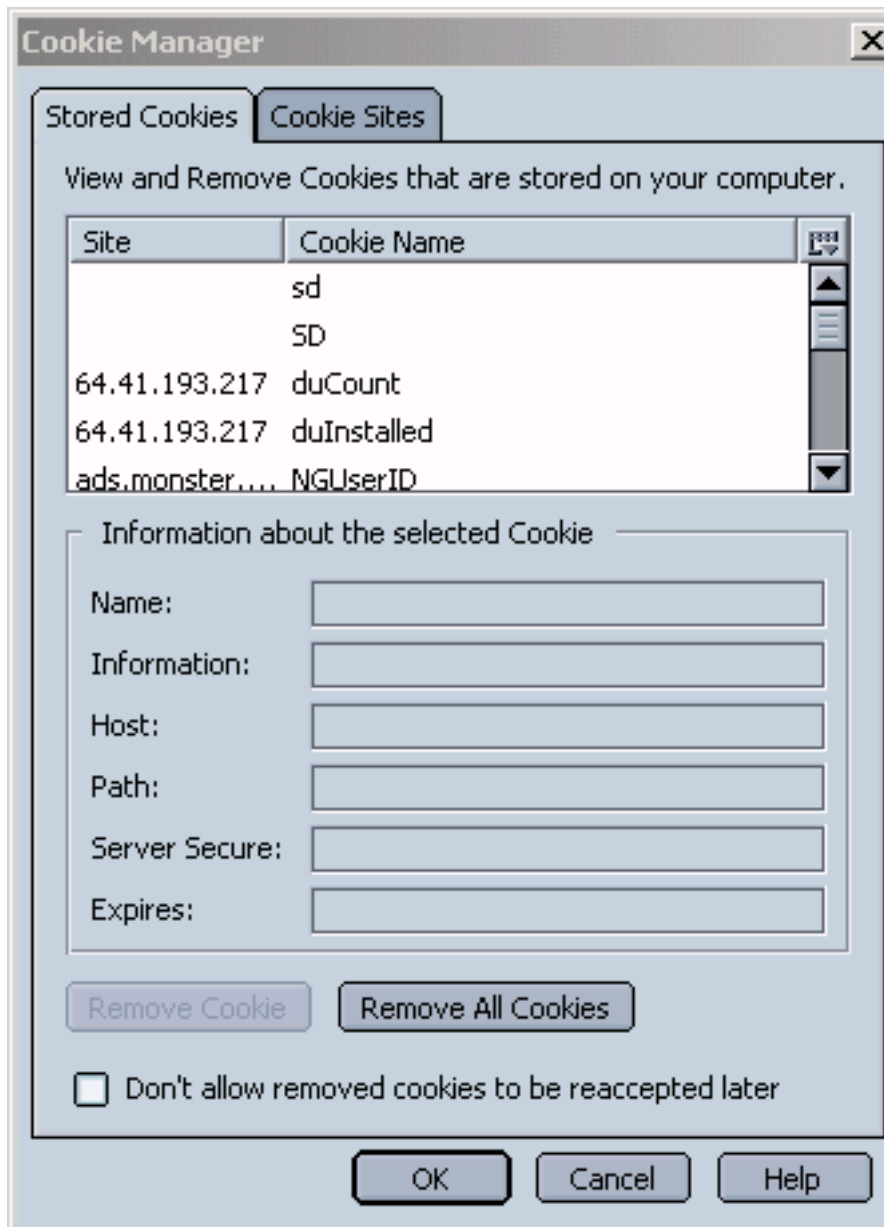 Cookie Manager
Stored Cookies Cookie Sites
View and Remove Cookies that are stored on your computer.
Site Cookie Name
sd
SD
64.41.193.217 duCount
64.41.193.217 duInstalled
ads.monster.... NGUserID
Information about the selected Cookie
Name:
Information:
Host:
Path:
Server Secure:
Expires:
Remove Cookie Remove All Cookies
Don't allow removed cookies to be reaccepted later
OK Cancel Help